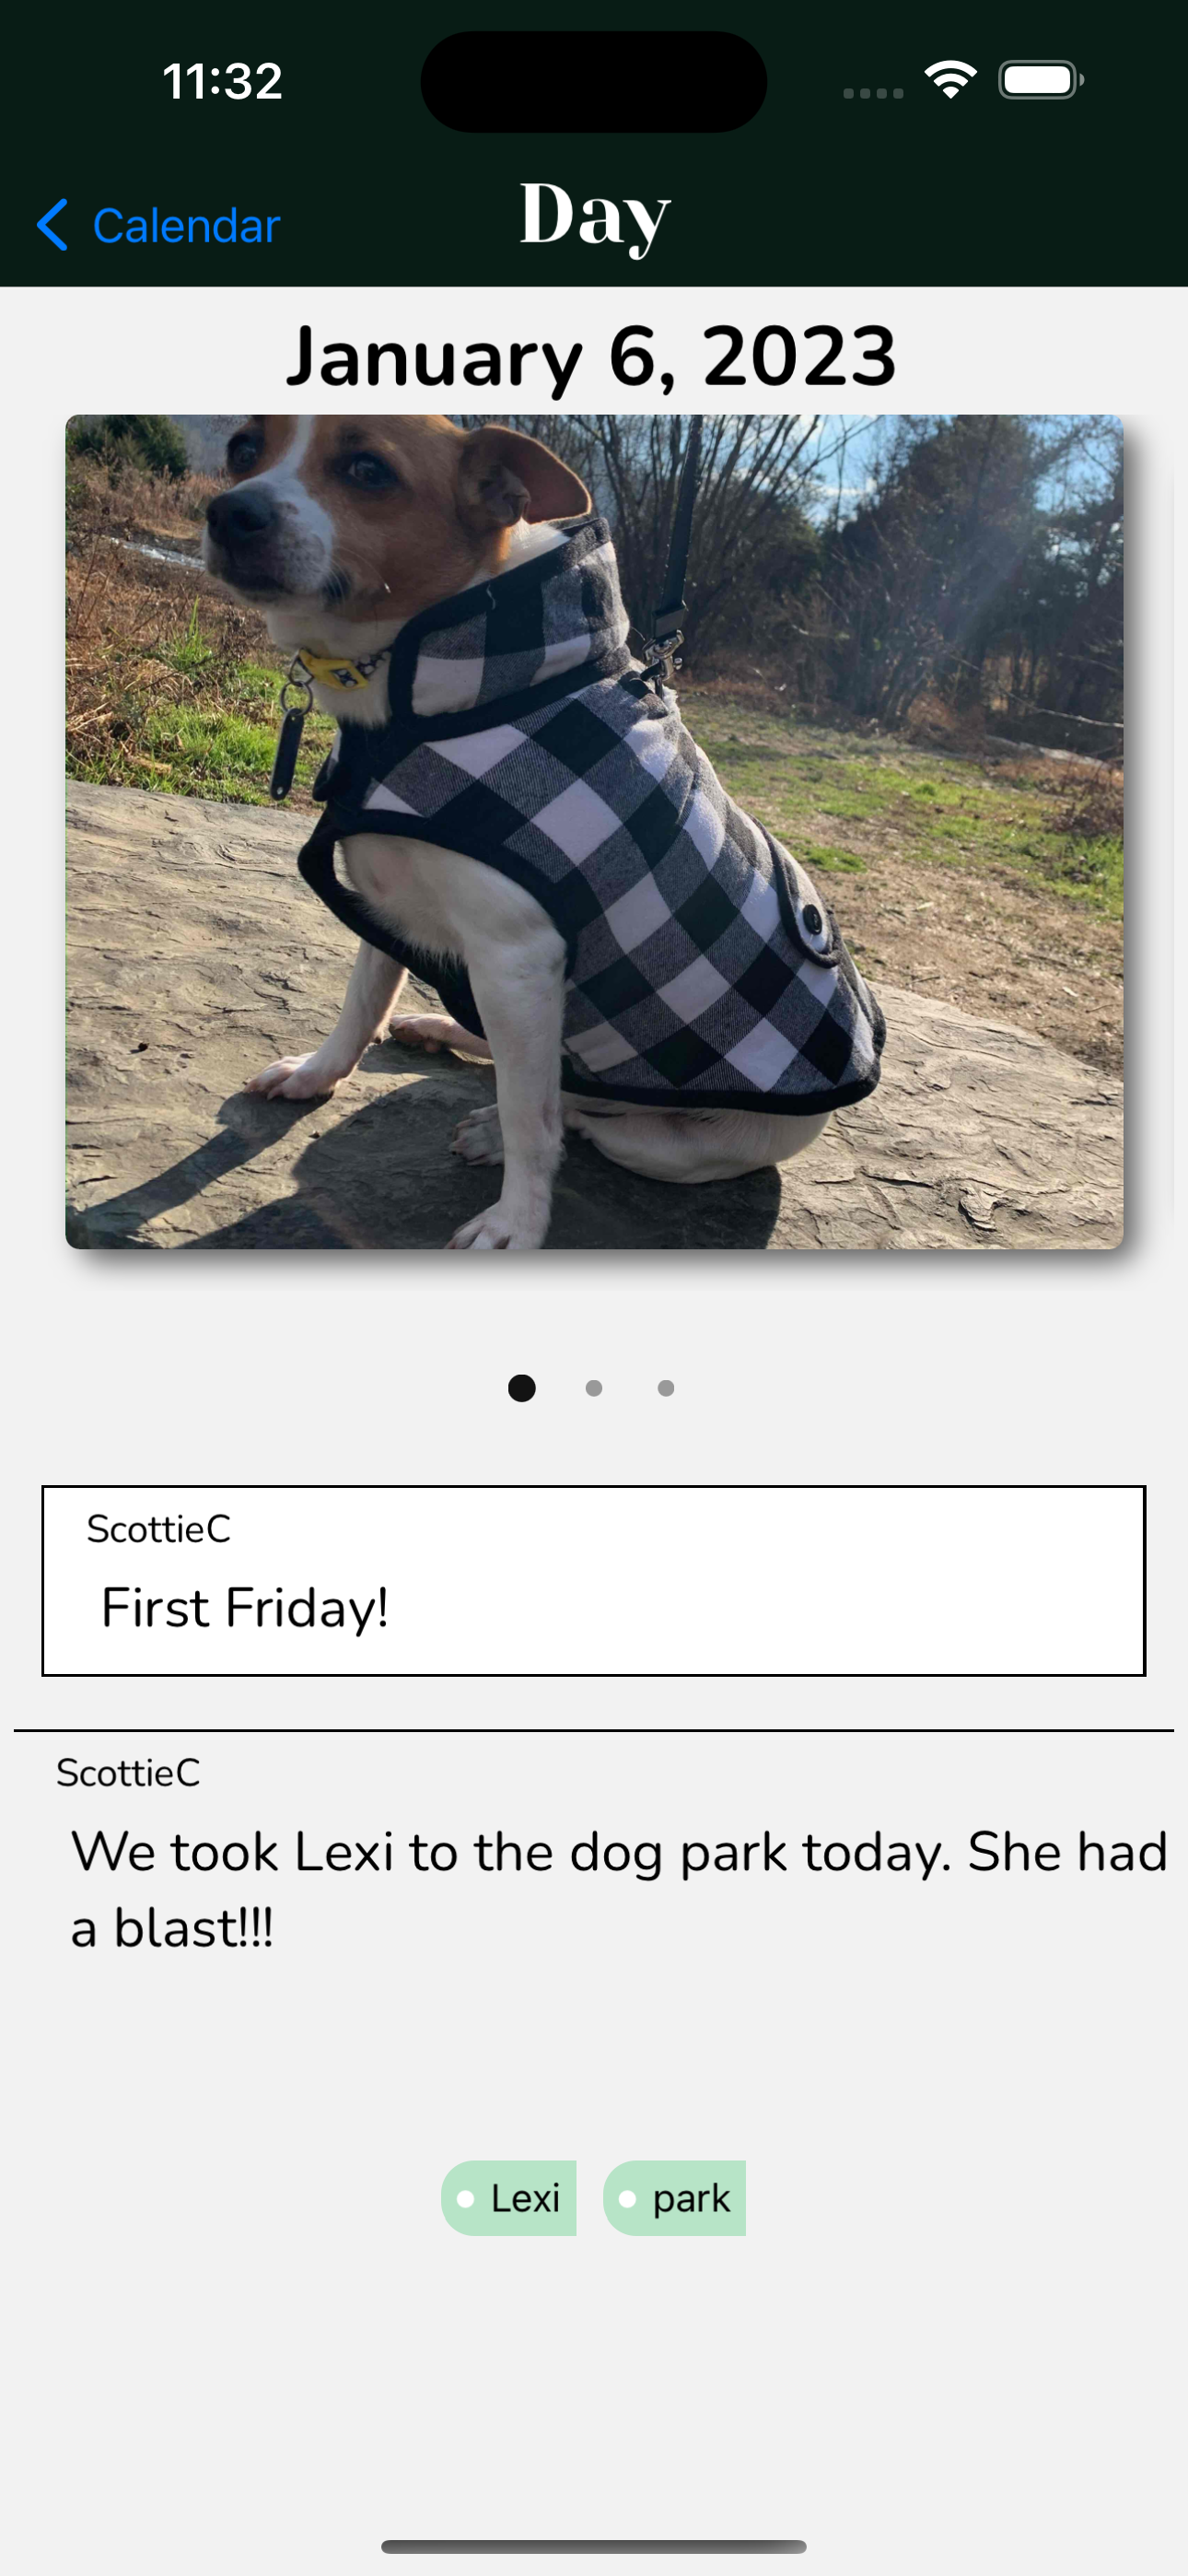 11:32
Calendar
Day
January 6, 2023
ScottieC
First Friday!
ScottieC
We took Lexi to the dog park today. She had
a blast!!!
Lexi
park